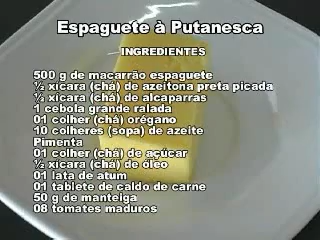 Espaguete à Putanesca
INGREDIENTES
500 g de macarrão espaguete
½ xícara (chá) de azeitona preta picada
½ xícara (chá) de alcaparras
1 cebola grande ralada
01 colher (chá) orégano
10 colheres (sopa) de azeite
Pimenta
01 colher (chá) de açúcar
½ xícara (chá) de óleo
01 lata de atum
01 tablete de caldo de carne
50 g de manteiga
08 tomates maduros